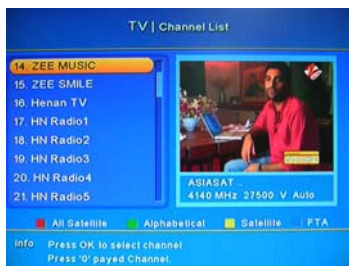 TV | Channel List
14. ZEE MUSIC
15. ZEE SMILE
16. Henan TV
17. HN Radio1
18. HN Radio2
19. HN Radio3
20. HN Radio4
21. HN Radio5
ASIASAT ..
4140 MHz 27500 V Auto
All Satellite Alphabetical Satellite FTA
Info Press OK to select channel
Press '0' payed Channel.